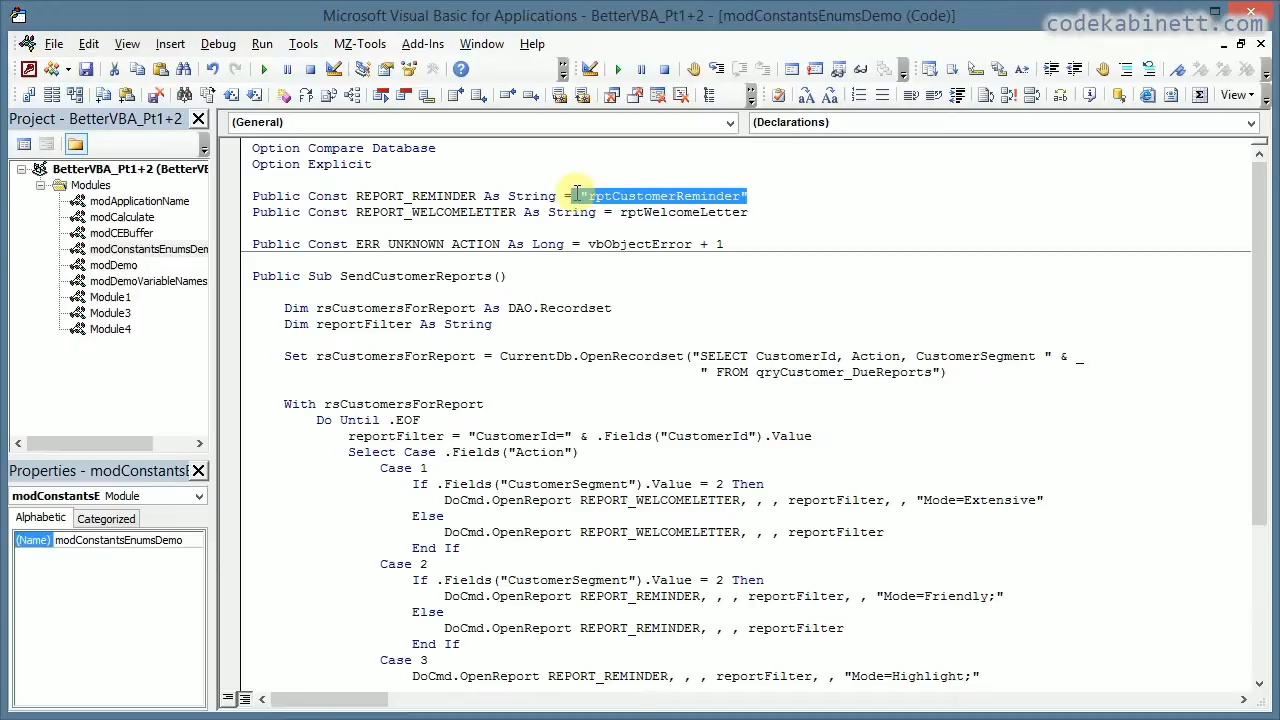 Microsoft Visual Basic for Applications - BetterVBA_Pt1+2 - [modConstantsEnumsDemo (Code)]
codekabinett.com
File Edit View Insert Debug Run Tools MZ-Tools Add-Ins Window Help
View
Project - BetterVBA_Pt1+2
(General)
(Declarations)
BetterVBA_Pt1+2 (BetterVE
Modules
modApplicationName
modCalculate
modCEBuffer
modConstantsEnumsDem
modDemo
modDemoVariableNames
Module1
Module3
Module4
Properties - modConstantsE
modConstantsE Module
Alphabetic Categorized
(Name) modConstantsEnumsDemo
Option Compare Database
Option Explicit
Public Const REPORT_REMINDER As String = "rptCustomerReminder"
Public Const REPORT_WELCOMELETTER As String = rptWelcomeLetter
Public Const ERR_UNKNOWN_ACTION As Long = vbObjectError + 1
Public Sub SendCustomerReports()
Dim rsCustomersForReport As DAO.Recordset
Dim reportFilter As String
Set rsCustomersForReport = CurrentDb.OpenRecordset("SELECT CustomerId, Action, CustomerSegment " & _
" FROM qryCustomer_DueReports")
With rsCustomersForReport
Do Until .EOF
reportFilter = "CustomerId=" & .Fields("CustomerId").Value
Select Case .Fields("Action")
Case 1
If .Fields("CustomerSegment").Value = 2 Then
DoCmd.OpenReport REPORT_WELCOMELETTER, , , reportFilter, , "Mode=Extensive"
Else
DoCmd.OpenReport REPORT_WELCOMELETTER, , , reportFilter
End If
Case 2
If .Fields("CustomerSegment").Value = 2 Then
DoCmd.OpenReport REPORT_REMINDER, , , reportFilter, , "Mode=Friendly;"
Else
DoCmd.OpenReport REPORT_REMINDER, , , reportFilter
End If
Case 3
DoCmd.OpenReport REPORT_REMINDER, , , reportFilter, , "Mode=Highlight;"